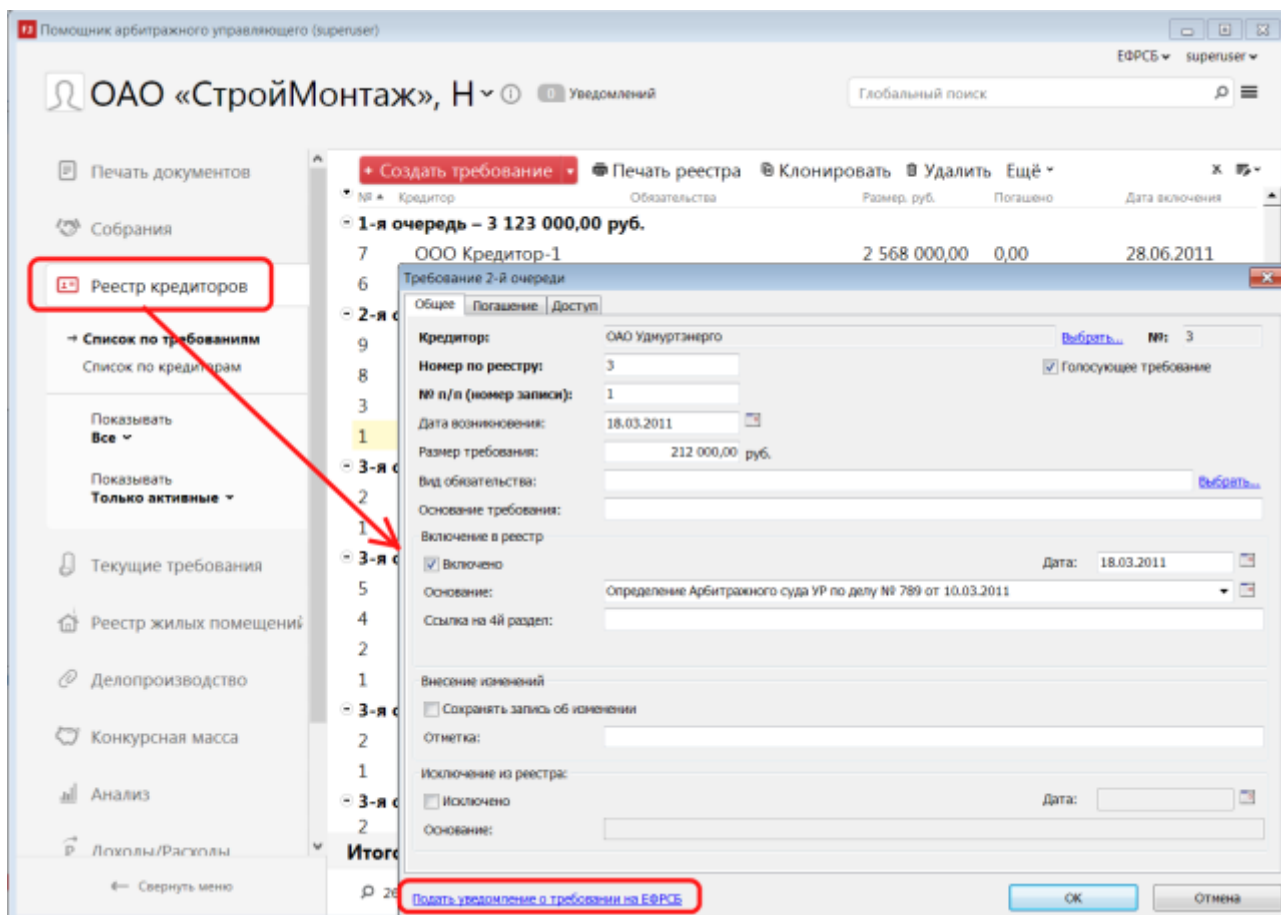 Помощник арбитражного управляющего (superuser)
ЕФРСБ superuser
ОАО «СтройМонтаж», Н 0 Уведомлений Глобальный поиск
Печать документов
Собрания
Реестр кредиторов
→ Список по требованиям
Список по кредиторам
Показывать
Все
Показывать
Только активные
Текущие требования
Реестр жилых помещений
Делопроизводство
Конкурсная масса
Анализ
Доходы/Расходы
← Свернуть меню
+ Создать требование Печать реестра Клонировать Удалить Ещё
№ Кредитор Обязательства Размер, руб. Погашено Дата включения
1-я очередь – 3 123 000,00 руб.
7 ООО Кредитор-1 2 568 000,00 0,00 28.06.2011
6
2-я о
9
8
3
1
3-я о
2
1
3-я о
5
4
2
1
3-я о
2
1
3-я о
2
Итого
26
Требование 2-й очереди
Общее Погашение Доступ
Кредитор: ОАО Удмуртэнерго Выбрать... №: 3
Номер по реестру: 3 Голосующее требование
№ п/п (номер записи): 1
Дата возникновения: 18.03.2011
Размер требования: 212 000,00 руб.
Вид обязательства: Выбрать...
Основание требования:
Включение в реестр
Включено Дата: 18.03.2011
Основание: Определение Арбитражного суда УР по делу № 789 от 10.03.2011
Ссылка на 4й раздел:
Внесение изменений
Сохранять запись об изменении
Отметка:
Исключение из реестра:
Исключено Дата:
Основание:
Подать уведомление о требовании на ЕФРСБ OK Отмена